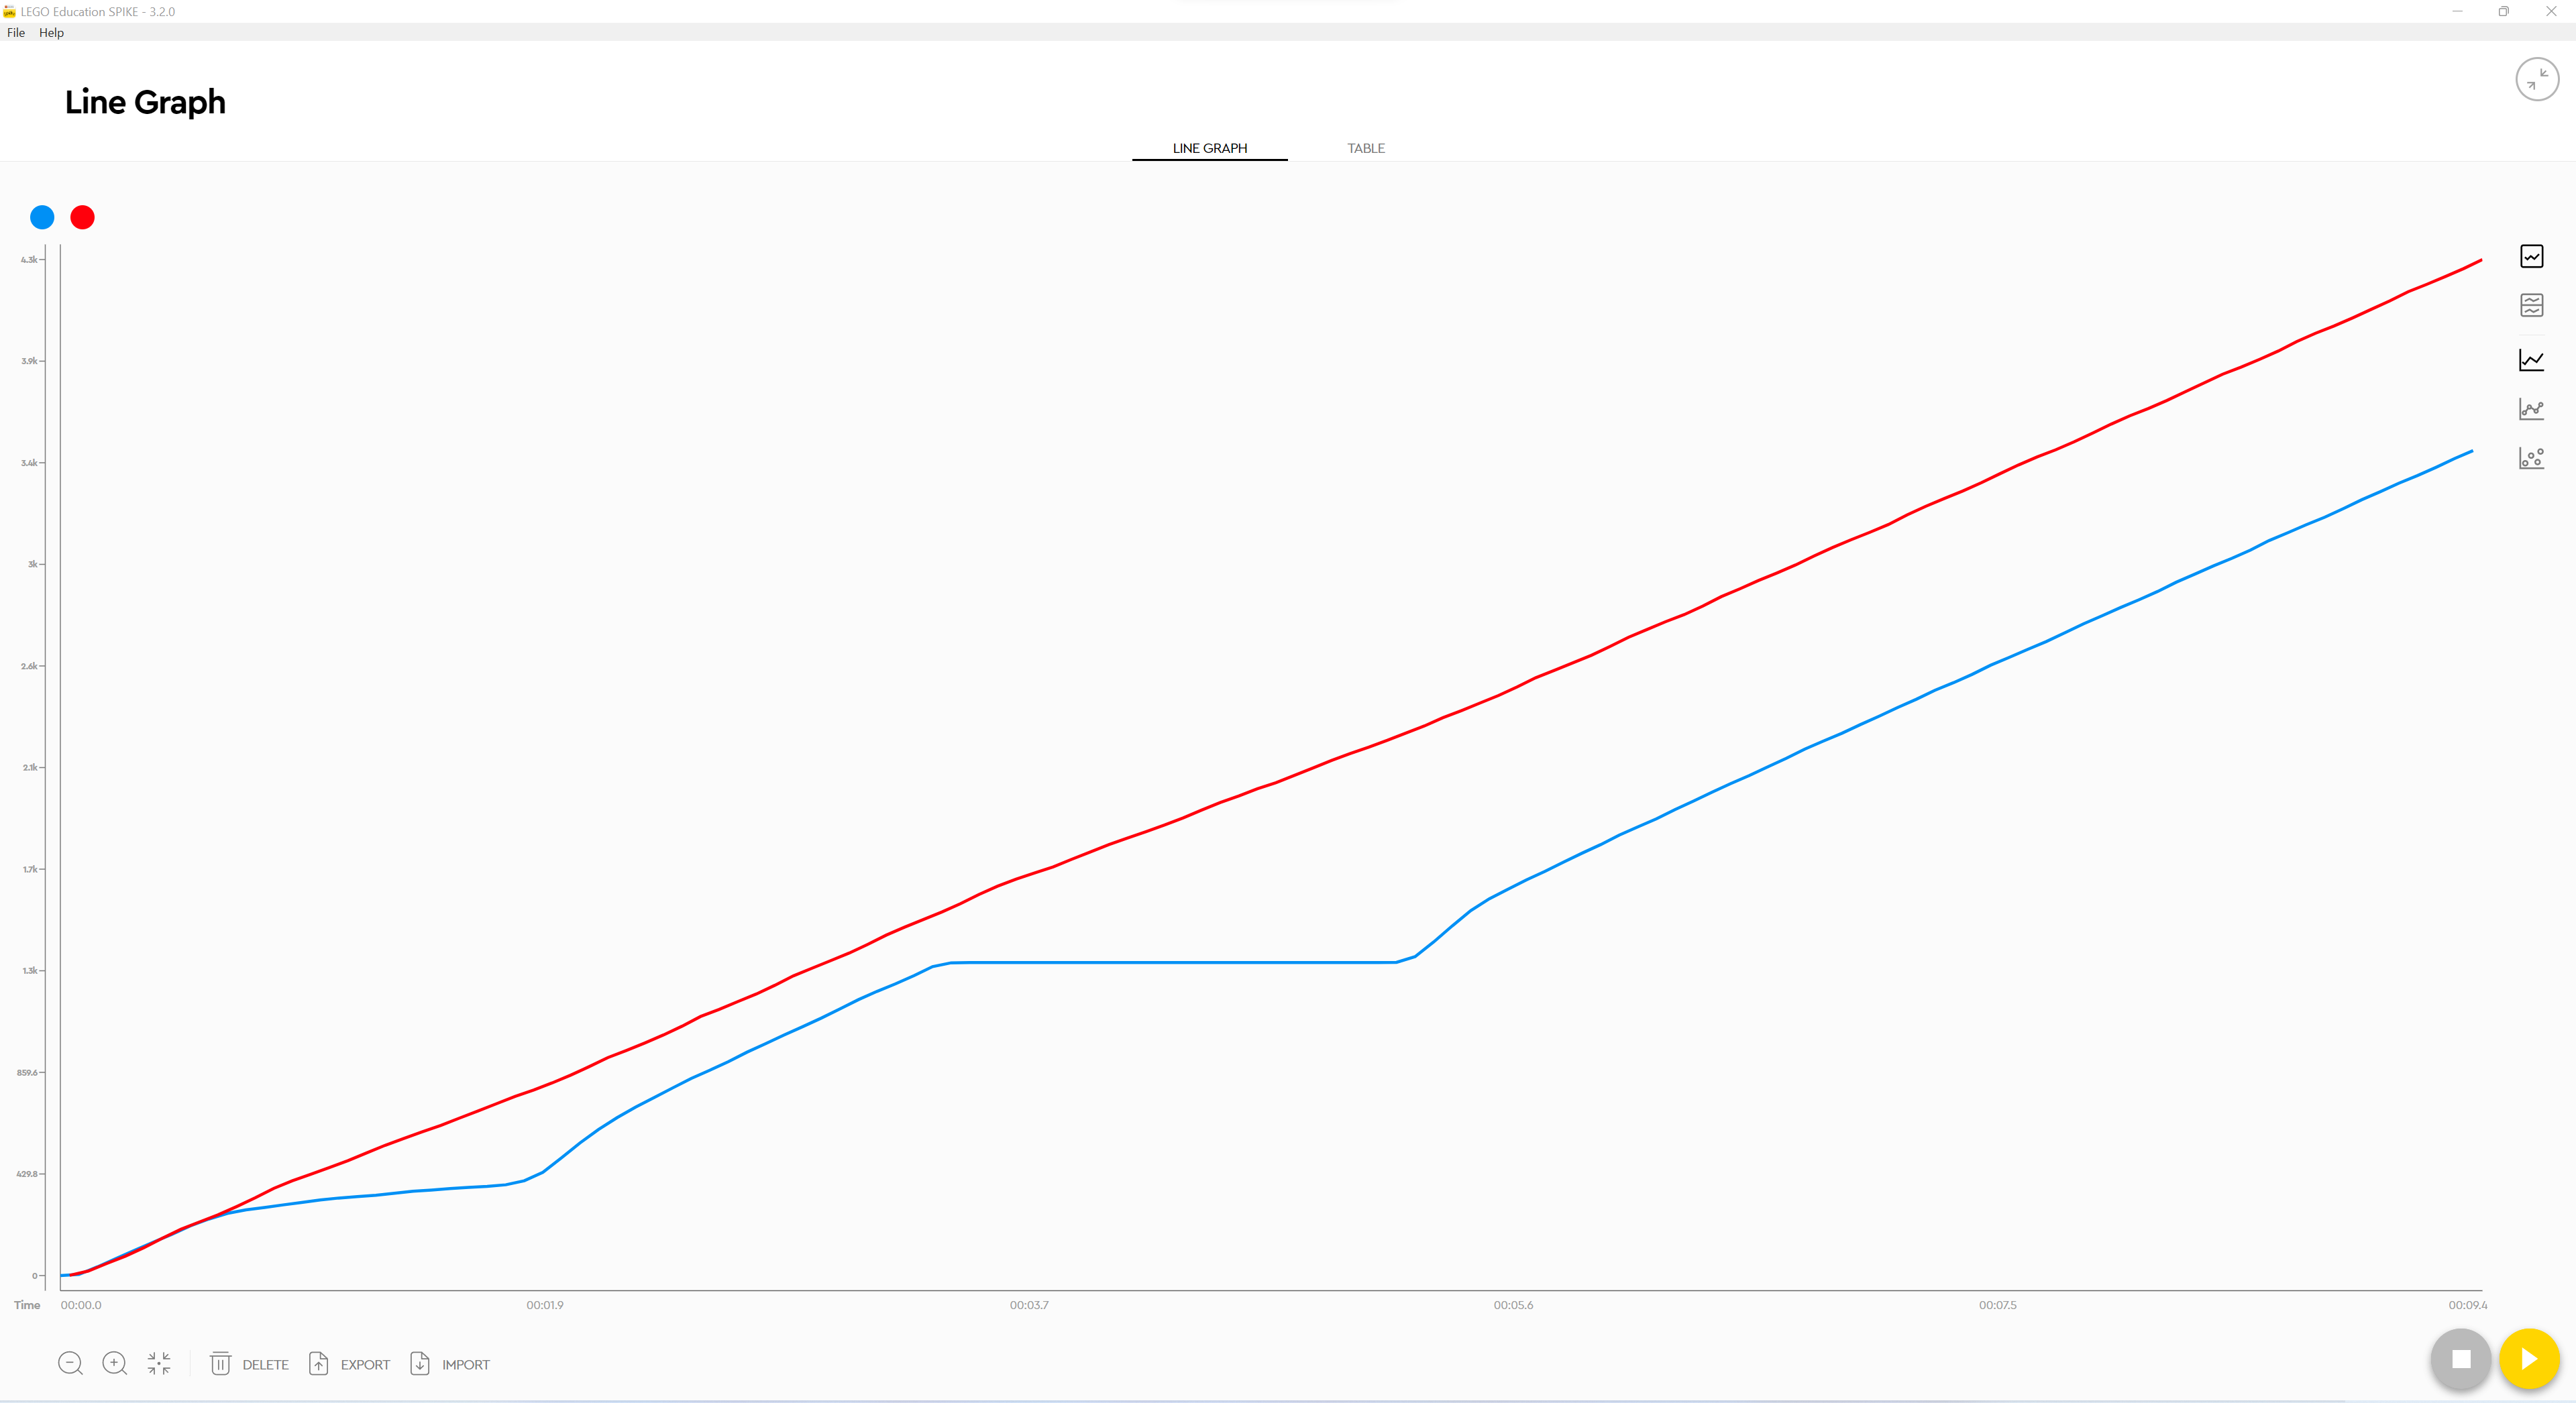 LEGO Education SPIKE - 3.2.0
File Help
Line Graph
LINE GRAPH TABLE
4.3k
3.9k
3.4k
3k
2.6k
2.1k
1.7k
1.3k
859.6
429.8
0
Time 00:00.0 00:01.9 00:03.7 00:05.6 00:07.5 00:09.4
DELETE EXPORT IMPORT